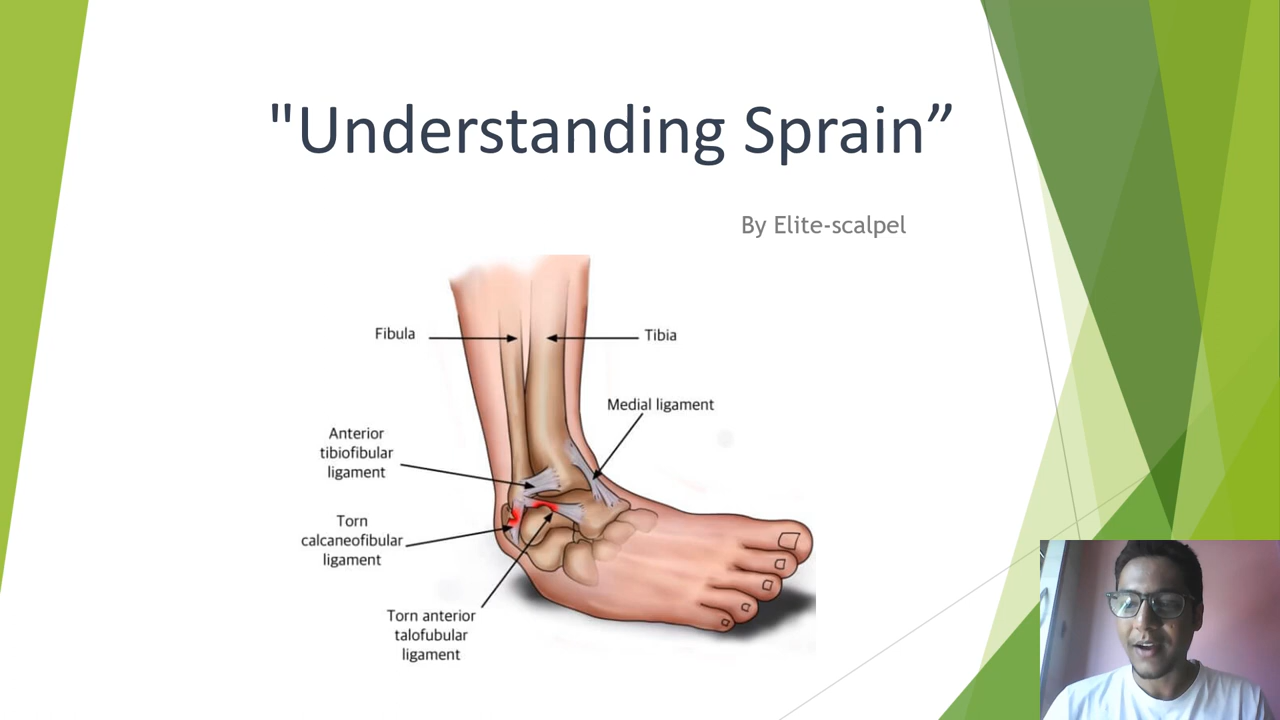 "Understanding Sprain”
By Elite-scalpel
Fibula
Tibia
Medial ligament
Anterior
tibiofibular
ligament
Torn
calcaneofibular
ligament
Torn anterior
talofubular
ligament